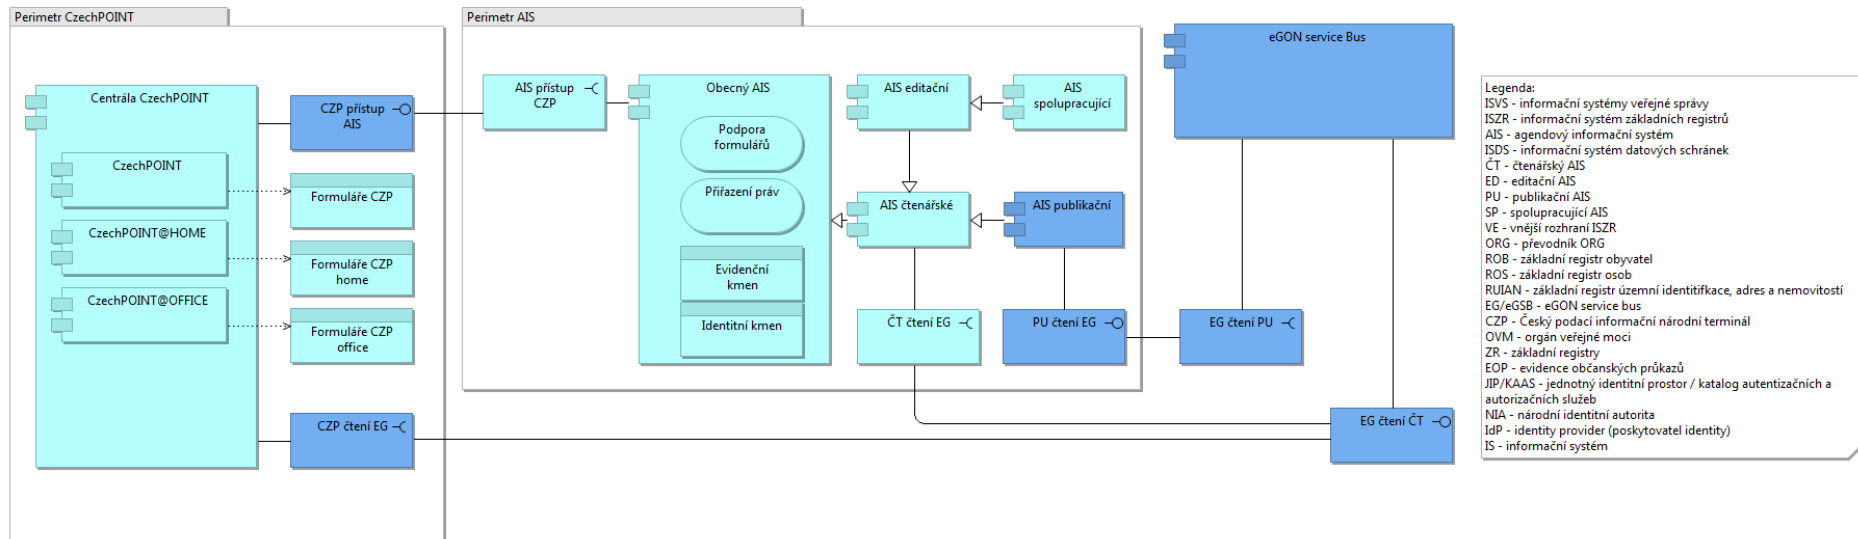 Perimetr CzechPOINT
Centrála CzechPOINT
CzechPOINT
CzechPOINT@HOME
CzechPOINT@OFFICE
CZP přístup
AIS
Formuláře CZP
Formuláře CZP
home
Formuláře CZP
office
CZP čtení EG
Perimetr AIS
AIS přístup
CZP
Obecný AIS
Podpora
formulářů
Přiřazení práv
Evidenční
kmen
Identitní kmen
AIS editační
AIS
spolupracující
AIS čtenářské
AIS publikační
ČT čtení EG
PU čtení EG
eGON service Bus
EG čtení PU
EG čtení ČT
Legenda:
ISVS - informační systémy veřejné správy
ISZR - informační systém základních registrů
AIS - agendový informační systém
ISDS - informační systém datových schránek
ČT - čtenářský AIS
ED - editační AIS
PU - publikační AIS
SP - spolupracující AIS
VE - vnější rozhraní ISZR
ORG - převodník ORG
ROB - základní registr obyvatel
ROS - základní registr osob
RUIAN - základní registr územní identitifkace, adres a nemovitostí
EG/eGSB - eGON service bus
CZP - Český podací informační národní terminál
OVM - orgán veřejné moci
ZR - základní registry
EOP - evidence občanských průkazů
JIP/KAAS - jednotný identitní prostor / katalog autentizačních a
autorizačních služeb
NIA - národní identitní autorita
IdP - identity provider (poskytovatel identity)
IS - informační systém